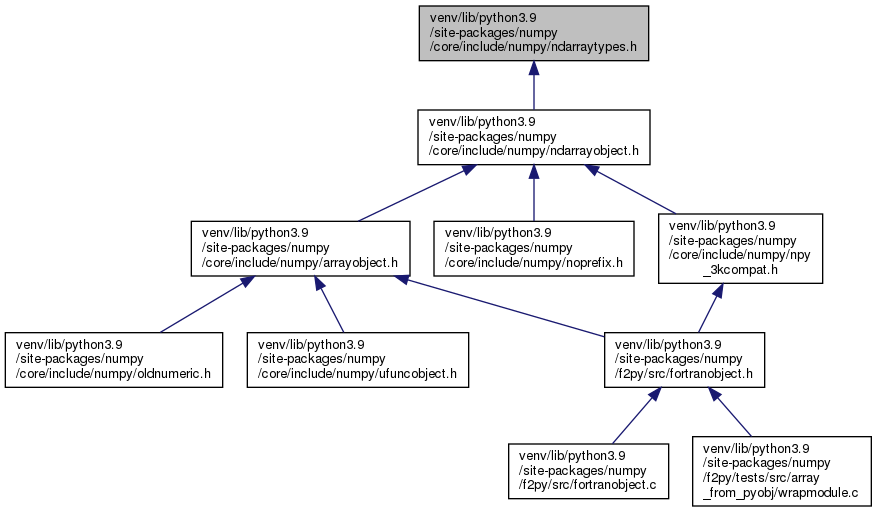 venv/lib/python3.9
/site-packages/numpy
/core/include/numpy/ndarraytypes.h
venv/lib/python3.9
/site-packages/numpy
/core/include/numpy/ndarrayobject.h
venv/lib/python3.9
/site-packages/numpy
/core/include/numpy/arrayobject.h
venv/lib/python3.9
/site-packages/numpy
/core/include/numpy/noprefix.h
venv/lib/python3.9
/site-packages/numpy
/core/include/numpy/npy
_3kcompat.h
venv/lib/python3.9
/site-packages/numpy
/core/include/numpy/oldnumeric.h
venv/lib/python3.9
/site-packages/numpy
/core/include/numpy/ufuncobject.h
venv/lib/python3.9
/site-packages/numpy
/f2py/src/fortranobject.h
venv/lib/python3.9
/site-packages/numpy
/f2py/src/fortranobject.c
venv/lib/python3.9
/site-packages/numpy
/f2py/tests/src/array
_from_pyobj/wrapmodule.c